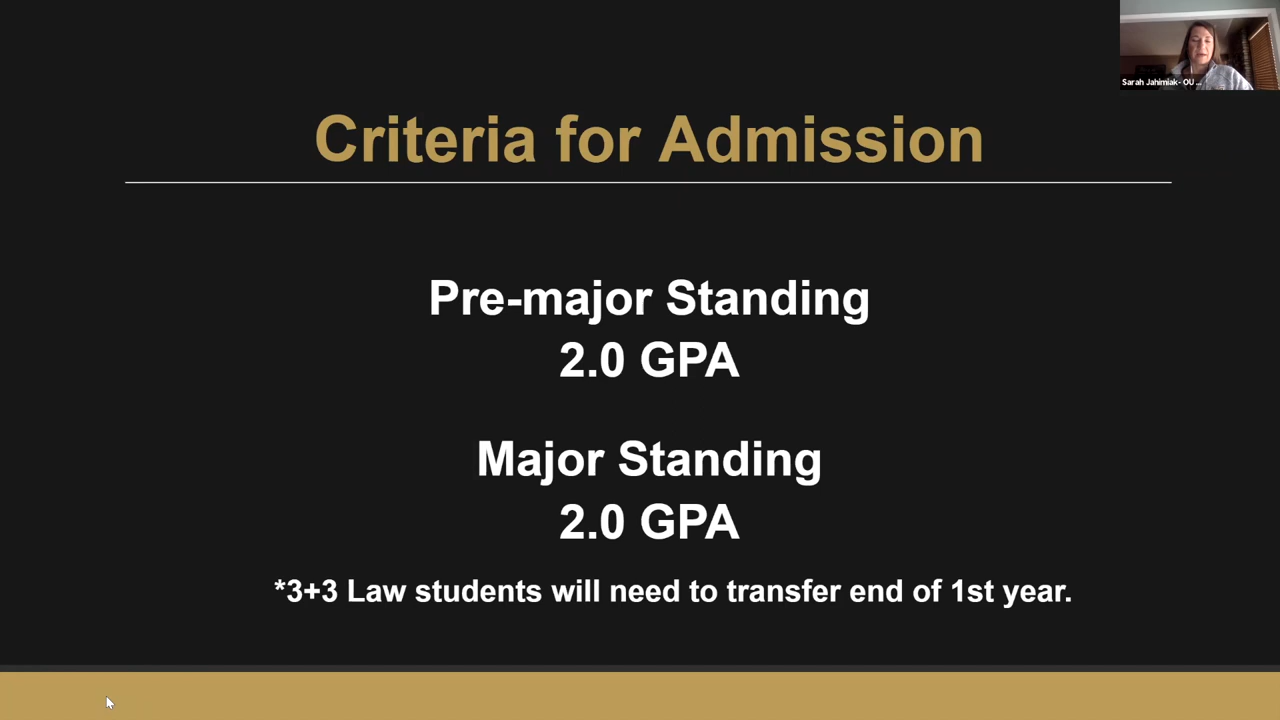 Sarah Jahimiak- OU ...
Criteria for Admission
Pre-major Standing
2.0 GPA
Major Standing
2.0 GPA
*3+3 Law students will need to transfer end of 1st year.